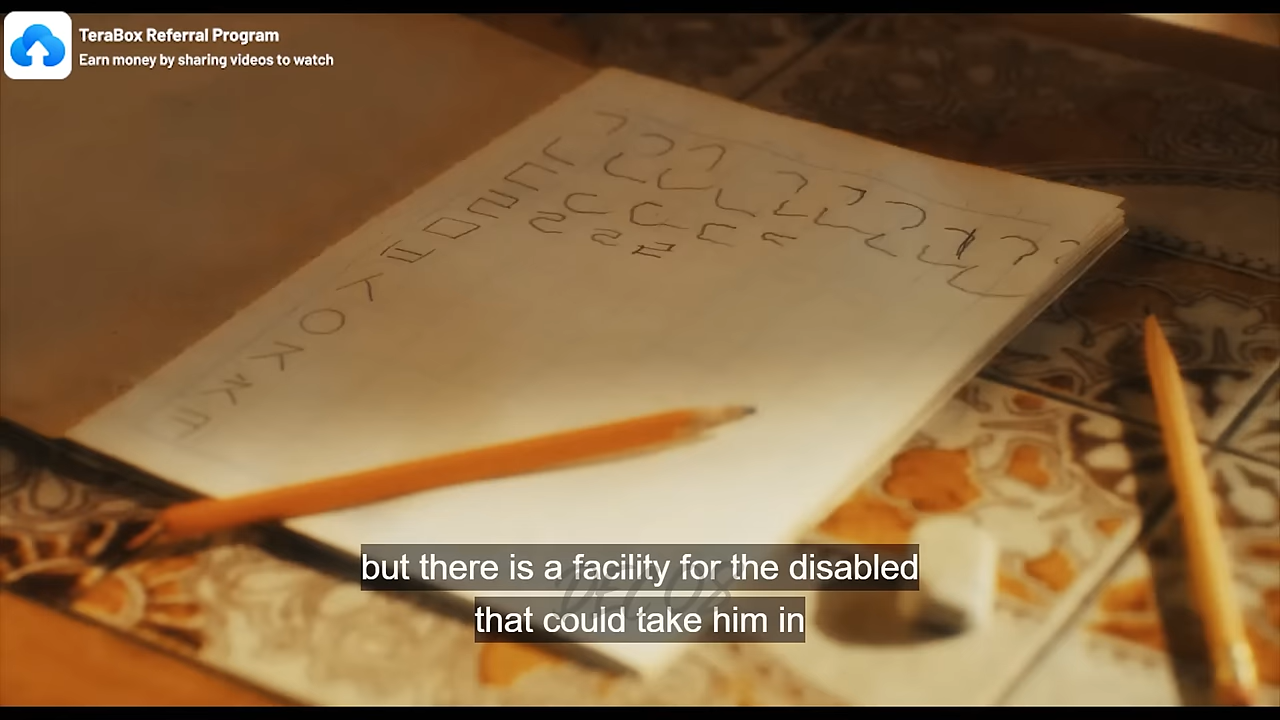 TeraBox Referral Program
Earn money by sharing videos to watch
ㄱ
ㄴ
ㄷ
ㄹ
ㅁ
ㅅ
ㅇ
ㅈ
ㅊ
but there is a facility for the disabled
that could take him in